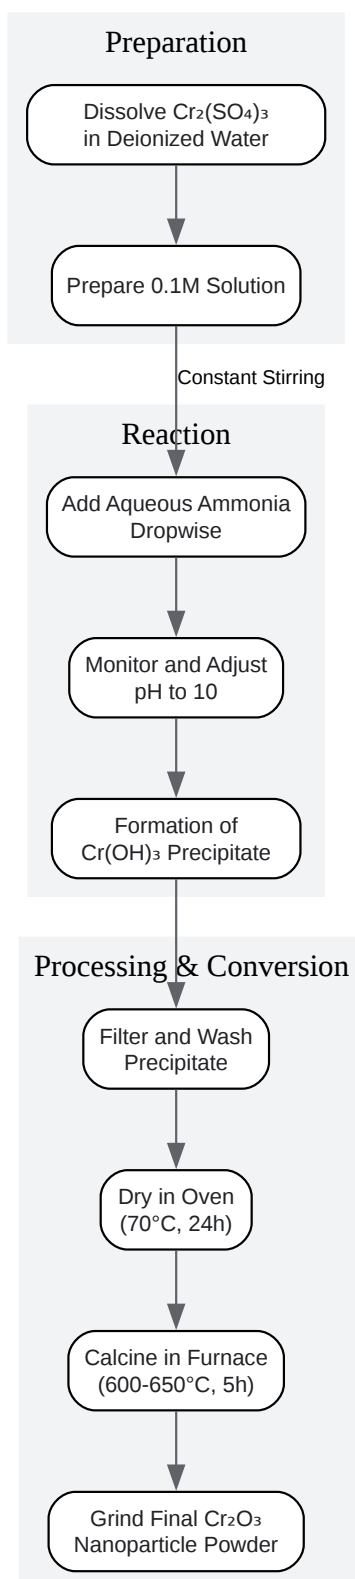 Preparation
Dissolve Cr₂(SO₄)₃
in Deionized Water
Prepare 0.1M Solution
Constant Stirring
Reaction
Add Aqueous Ammonia
Dropwise
Monitor and Adjust
pH to 10
Formation of
Cr(OH)₃ Precipitate
Processing & Conversion
Filter and Wash
Precipitate
Dry in Oven
(70°C, 24h)
Calcine in Furnace
(600-650°C, 5h)
Grind Final Cr₂O₃
Nanoparticle Powder